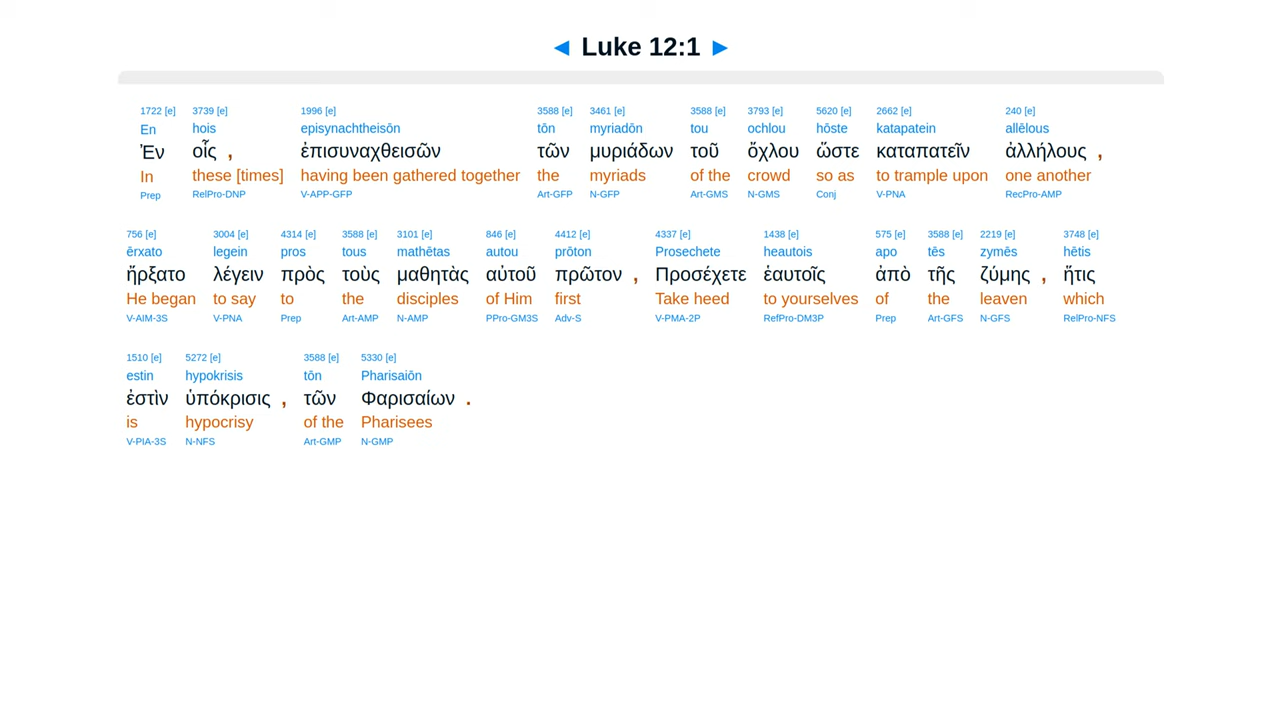 ◄ Luke 12:1 ►
1722 [e] 3739 [e] 1996 [e] 3588 [e] 3461 [e] 3588 [e] 3793 [e] 5620 [e] 2662 [e] 240 [e]
En hois episynachtheisōn tōn myriadōn tou ochlou hōste katapatein allēlous
Ἐν οἷς , ἐπισυναχθεισῶν τῶν μυριάδων τοῦ ὄχλου ὥστε καταπατεῖν ἀλλήλους ,
In these [times] having been gathered together the myriads of the crowd so as to trample upon one another
Prep RelPro-DNP V-APP-GFP Art-GFP N-GFP Art-GMS N-GMS Conj V-PNA RecPro-AMP
756 [e] 3004 [e] 4314 [e] 3588 [e] 3101 [e] 846 [e] 4412 [e] 4337 [e] 1438 [e] 575 [e] 3588 [e] 2219 [e] 3748 [e]
ērxato legein pros tous mathētas autou prōton Prosechete heautois apo tēs zymēs hētis
ἤρξατο λέγειν πρὸς τοὺς μαθητὰς αὐτοῦ πρῶτον , Προσέχετε ἑαυτοῖς ἀπὸ τῆς ζύμης , ἥτις
He began to say to the disciples of Him first Take heed to yourselves of the leaven which
V-AIM-3S V-PNA Prep Art-AMP N-AMP PPro-GM3S Adv-S V-PMA-2P RefPro-DM3P Prep Art-GFS N-GFS RelPro-NFS
1510 [e] 5272 [e] 3588 [e] 5330 [e]
estin hypokrisis tōn Pharisaiōn
ἐστὶν ὑπόκρισις , τῶν Φαρισαίων .
is hypocrisy of the Pharisees
V-PIA-3S N-NFS Art-GMP N-GMP